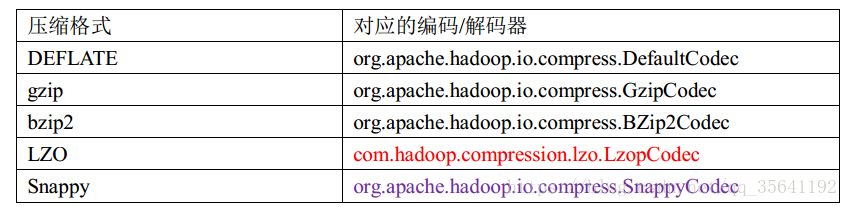 压缩格式 对应的编码/解码器
DEFLATE org.apache.hadoop.io.compress.DefaultCodec
gzip org.apache.hadoop.io.compress.GzipCodec
bzip2 org.apache.hadoop.io.compress.BZip2Codec
LZO com.hadoop.compression.lzo.LzopCodec
Snappy org.apache.hadoop.io.compress.SnappyCodec
qq_35641192